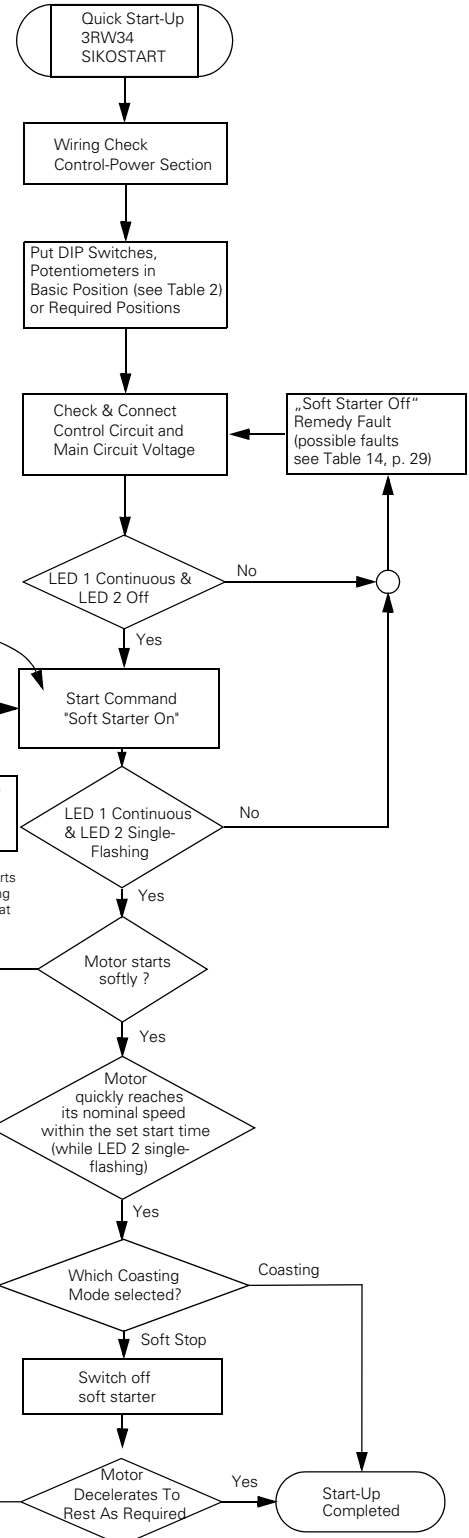 Quick Start-Up
3RW34
SIKOSTART
Wiring Check
Control-Power Section
Put DIP Switches,
Potentiometers in
Basic Position (see Table 2)
or Required Positions
Check & Connect
Control Circuit and
Main Circuit Voltage
„Soft Starter Off“
Remedy Fault
(possible faults
see Table 14, p. 29)
LED 1 Continuous &
LED 2 Off
No
Yes
Start Command
"Soft Starter On"
LED 1 Continuous
& LED 2 Single-
Flashing
No
rts
ng
at
Yes
Motor starts
softly ?
Yes
Motor
quickly reaches
its nominal speed
within the set start time
(while LED 2 single-
flashing)
Yes
Which Coasting
Mode selected?
Coasting
Soft Stop
Switch off
soft starter
Motor
Decelerates To
Rest As Required
Yes
Start-Up
Completed